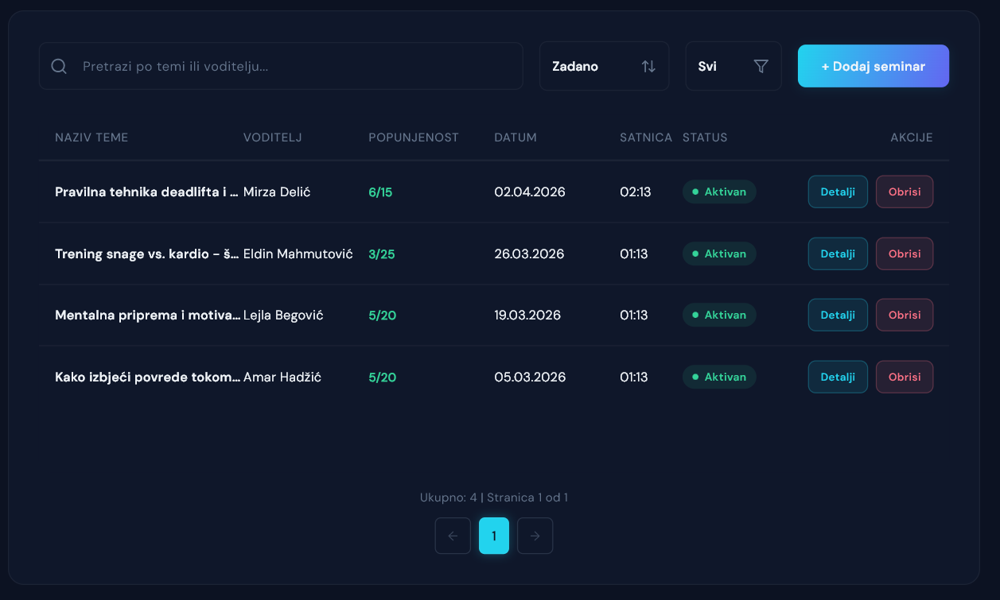 Pretrazi po temi ili voditelju... Zadano Svi + Dodaj seminar
NAZIV TEME VODITELJ POPUNJENOST DATUM SATNICA STATUS AKCIJE
Pravilna tehnika deadlifta i ... Mirza Delić 6/15 02.04.2026 02:13 Aktivan Detalji Obrisi
Trening snage vs. kardio – š... Eldin Mahmutović 3/25 26.03.2026 01:13 Aktivan Detalji Obrisi
Mentalna priprema i motiva... Lejla Begović 5/20 19.03.2026 01:13 Aktivan Detalji Obrisi
Kako izbjeći povrede tokom... Amar Hadžić 5/20 05.03.2026 01:13 Aktivan Detalji Obrisi
Ukupno: 4 | Stranica 1 od 1
← 1 →